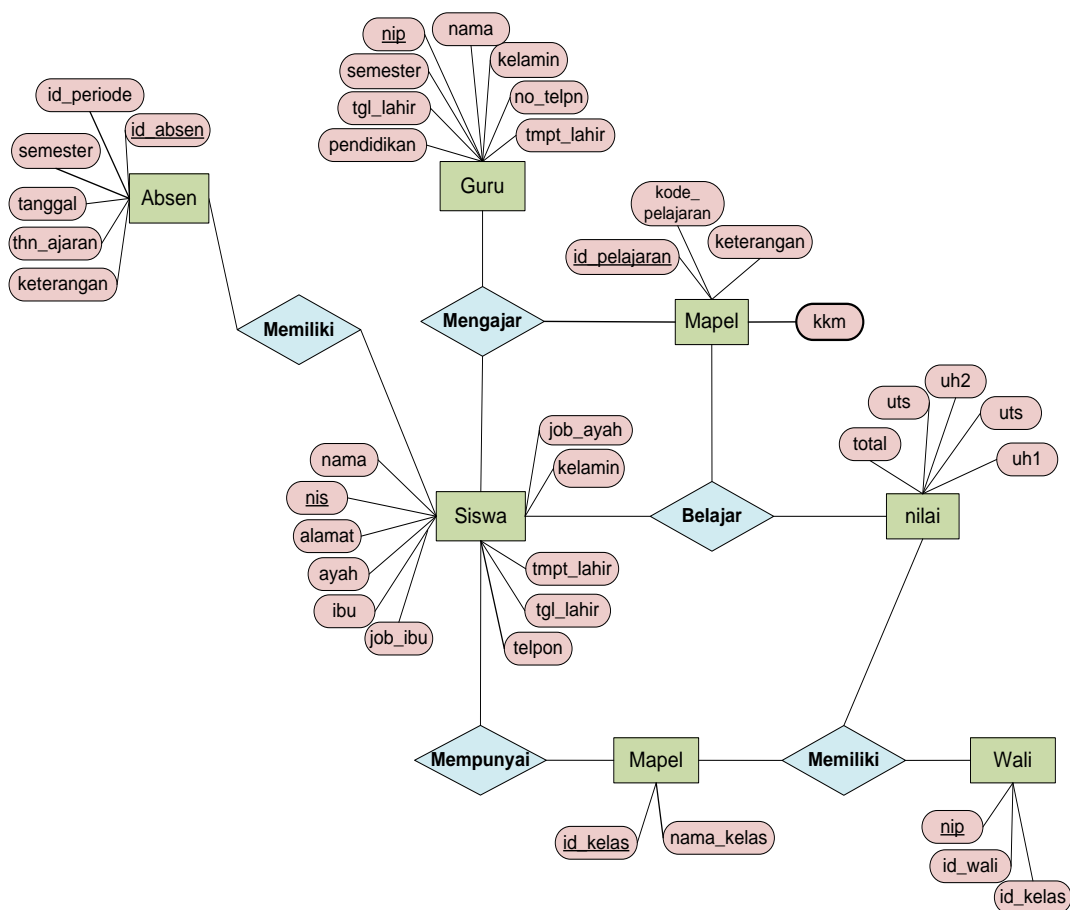 nip
nama
kelamin
semester
no_telpn
tgl_lahir
tmpt_lahir
pendidikan
Guru
id_periode
id_absen
semester
tanggal
thn_ajaran
keterangan
Absen
Memiliki
Mengajar
kode_
pelajaran
keterangan
id_pelajaran
Mapel
kkm
uh2
uts
uts
total
uh1
nilai
Belajar
job_ayah
kelamin
nama
nis
alamat
ayah
ibu
job_ibu
Siswa
tmpt_lahir
tgl_lahir
telpon
Mempunyai
Mapel
id_kelas
nama_kelas
Memiliki
Wali
nip
id_wali
id_kelas